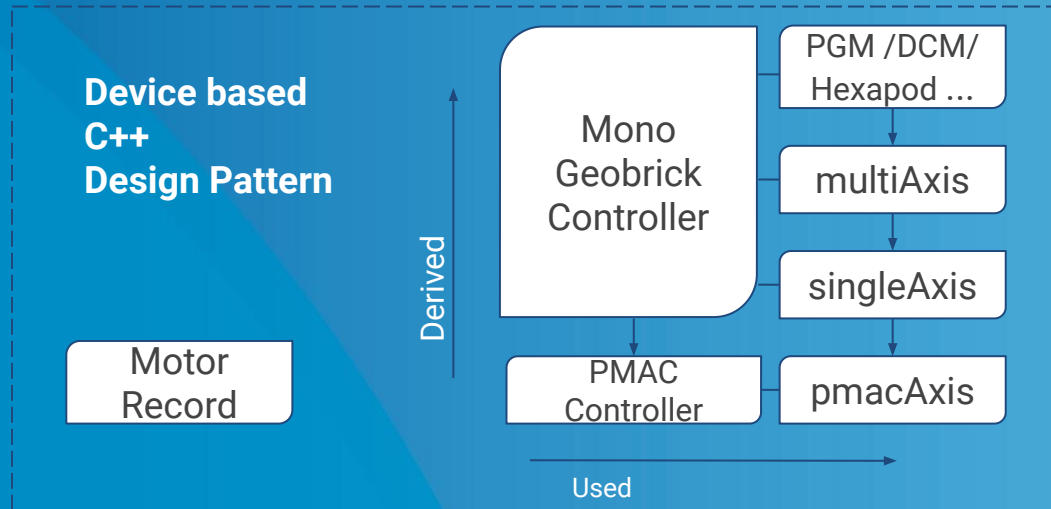 Device based
C++
Design Pattern
Motor
Record
Derived
Mono
Geobrick
Controller
PMAC
Controller
PGM /DCM/
Hexapod ...
multiAxis
singleAxis
pmacAxis
Used